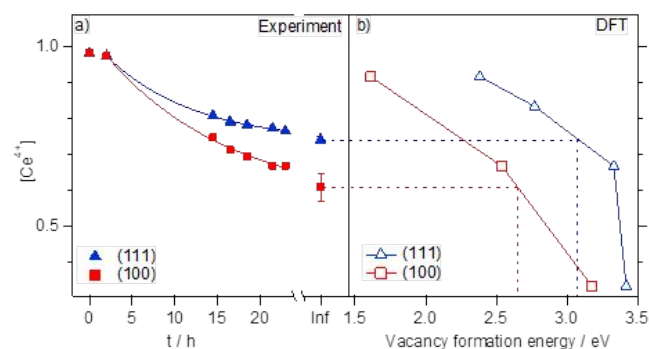 a) Experiment b) DFT
1.0
[Ce⁴⁺]
0.5
(111) (111)
(100) (100)
0 5 10 15 20 Inf 1.5 2.0 2.5 3.0 3.5
t / h Vacancy formation energy / eV